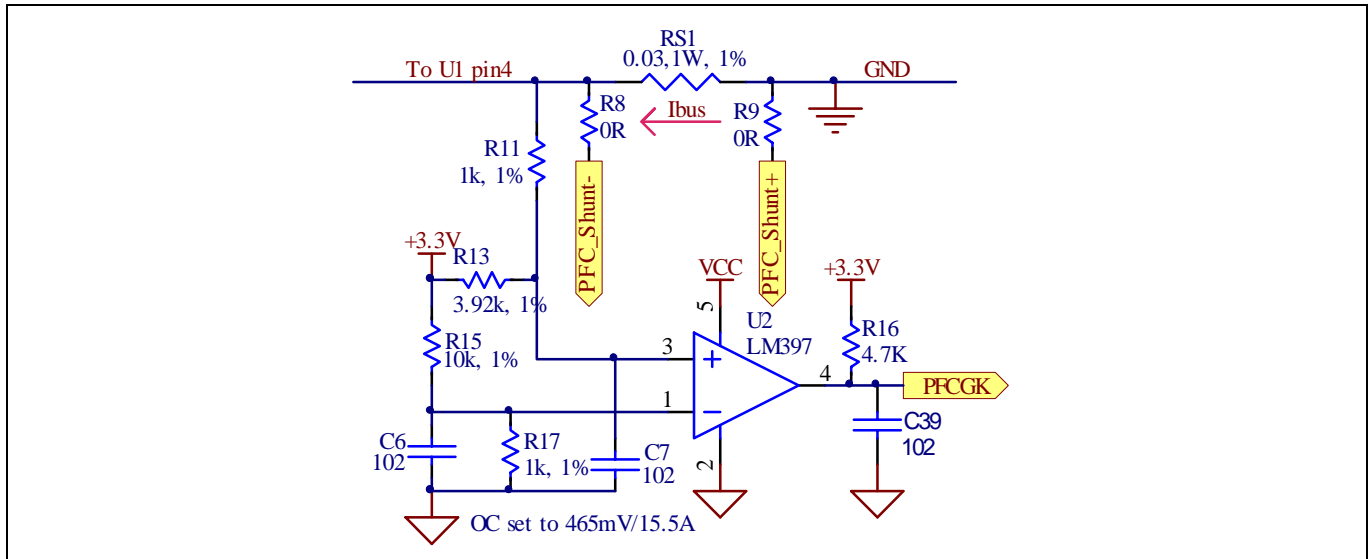 RS1
0.03,1W, 1%
To U1 pin4
GND
R8
0R
Ibus
R9
0R
R11
1k, 1%
PFC_Shunt-
PFC_Shunt+
+3.3V
R13
3.92k, 1%
VCC
+3.3V
5
U2
LM397
R15
10k, 1%
R16
4.7K
3
4
PFCGK
1
C6
102
R17
1k, 1%
C7
102
2
C39
102
OC set to 465mV/15.5A